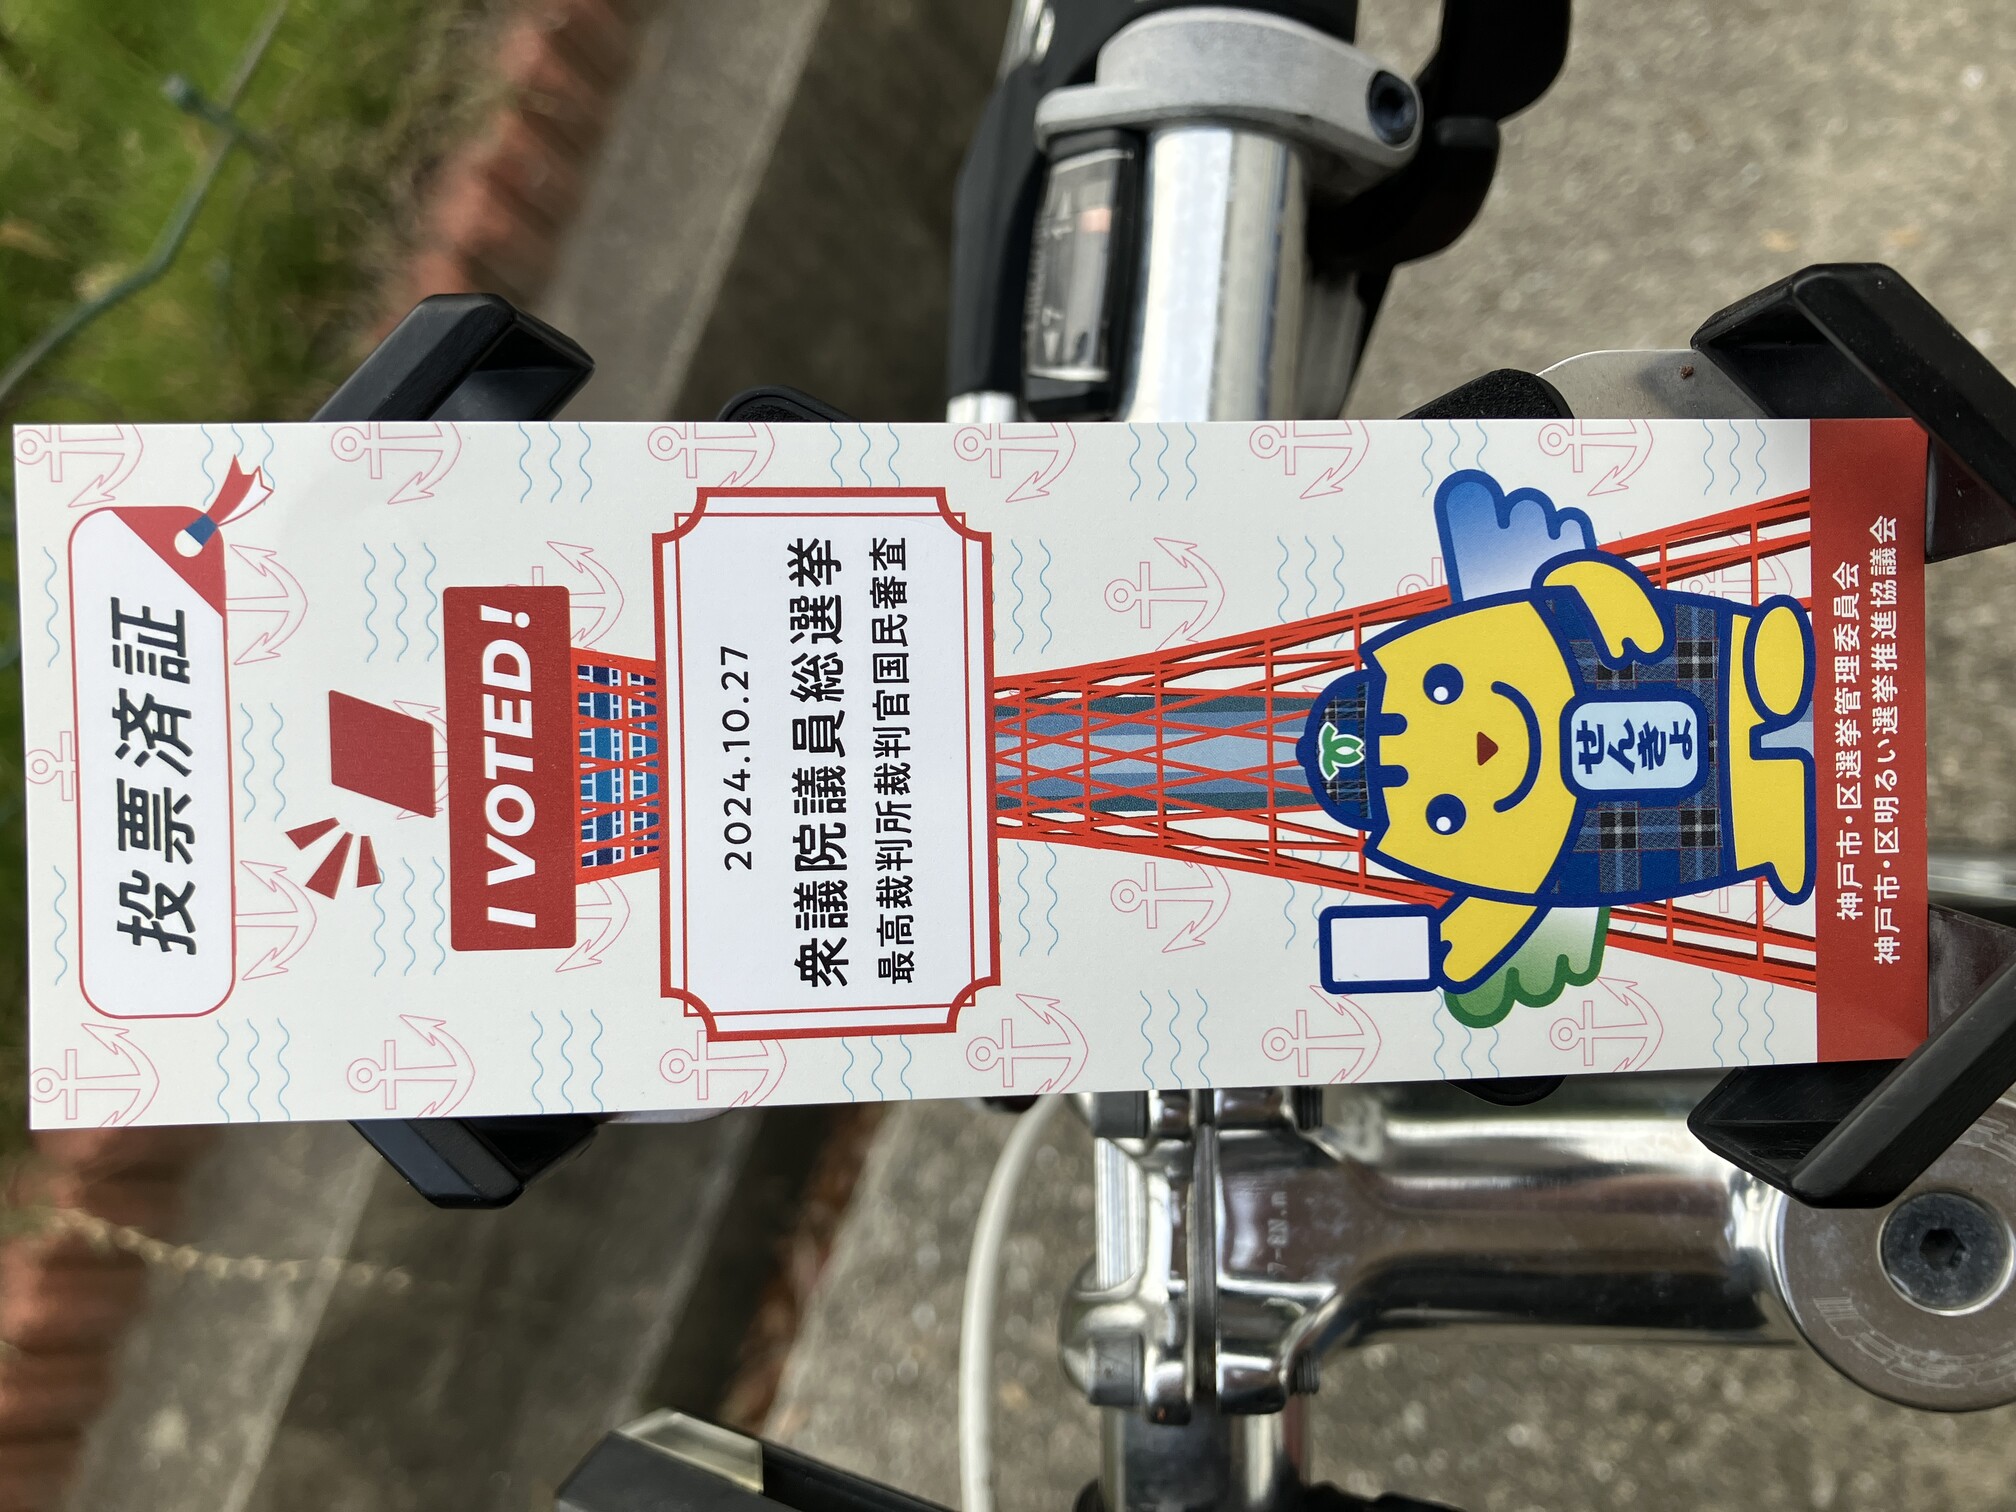 投票済証
I VOTED!
2024.10.27
衆議院議員総選挙
最高裁判所裁判官国民審査
せん
きょ
神戸市・区選挙管理委員会
神戸市・区明るい選挙推進協議会